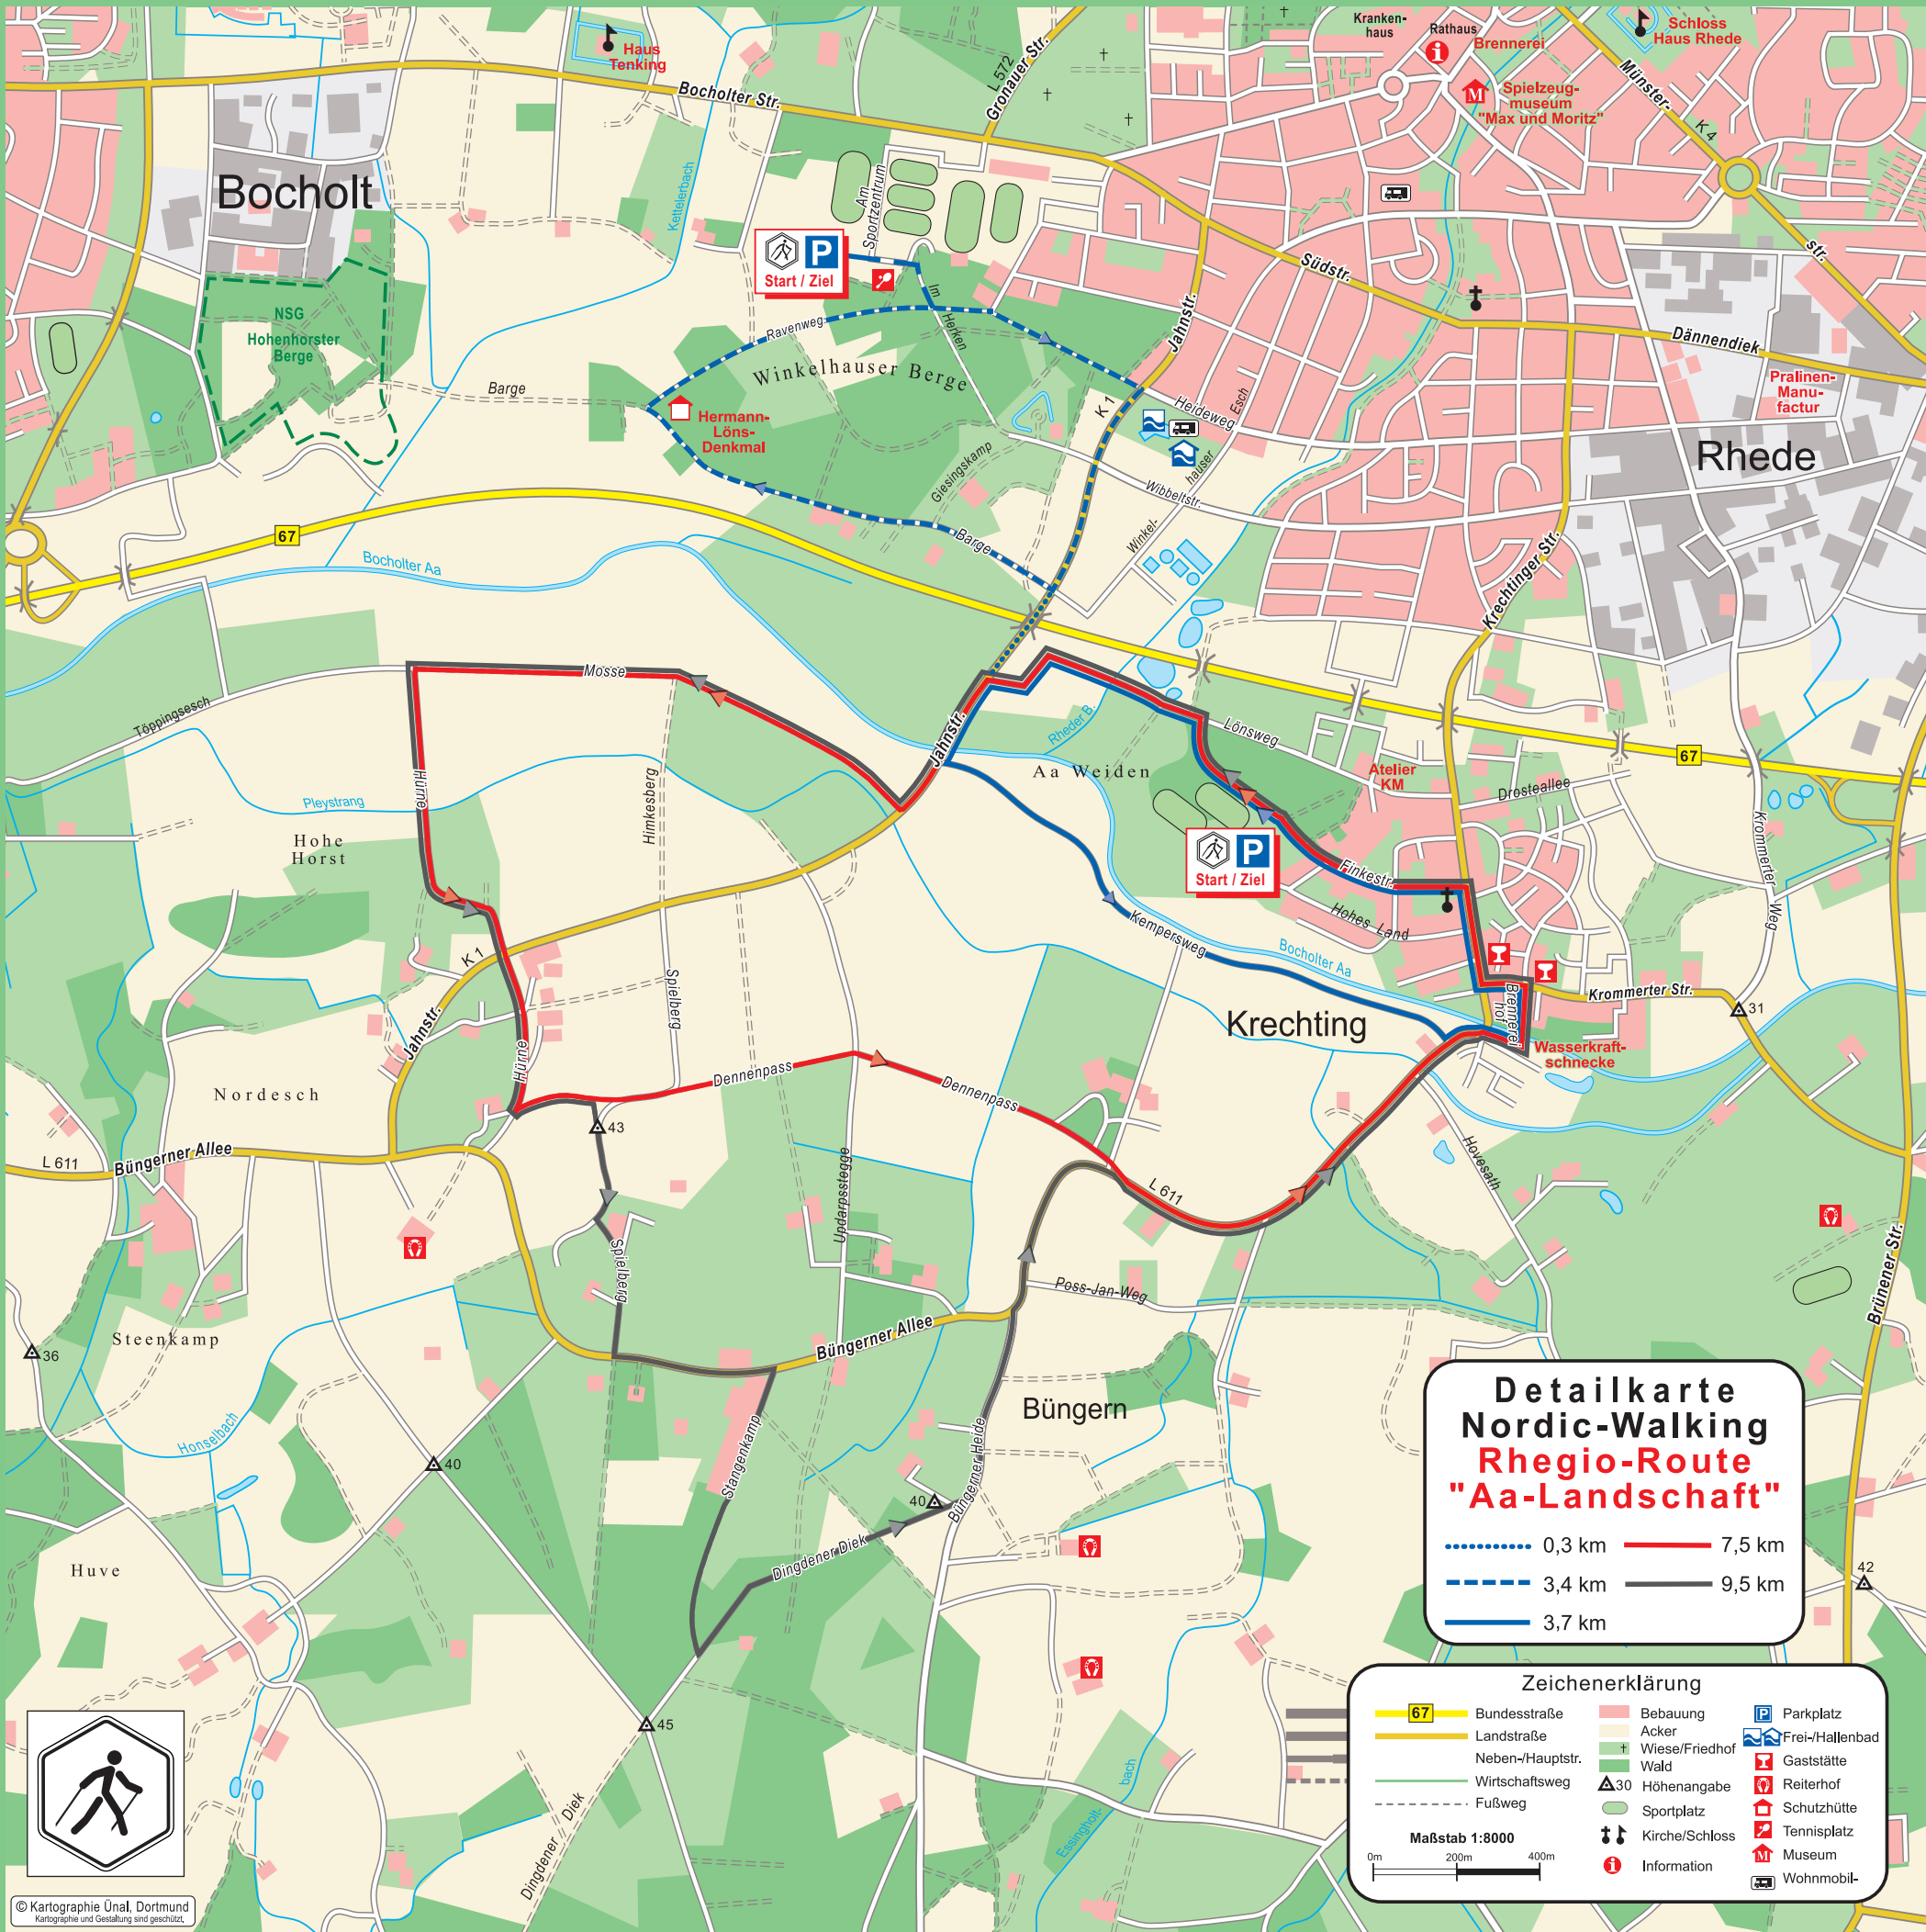 Haus
Tenking
Bocholter Str.
L 572
Gronauer Str.
Kranken-
haus
Rathaus
Brennerei
Schloss
Haus Rhede
Spielzeug-
museum
"Max und Moritz"
Münster-
K 4
str.
Bocholt
Kettelerbach
Am
Sportzentrum
Start / Ziel
Südstr.
Dännendiek
Pralinen-
Manu-
factur
Rhede
NSG
Hohenhorster
Berge
Barge
Ravenweg
Im
Herken
Winkelhauser Berge
Hermann-
Löns-
Denkmal
Jahnstr.
K 1
Heideweg
Esch
hauser
Winkel-
Wibbeltstr.
Giesingskamp
Barge
67
Bocholter Aa
Krechtinger Str.
Mosse
Töppingsesch
Hürne
Pleystrang
Hohe
Horst
Himkesberg
Jahnstr.
Rheder B.
Aa Weiden
Lönsweg
Atelier
KM
Drosteallee
67
Krommerter
Weg
Start / Ziel
Finkestr.
Hohes Land
Kempersweg
Bocholter Aa
Krommerter Str.
31
Brennerei
hof
Wasserkraft-
schnecke
Krechting
K 1
Jahnstr.
Spielberg
Hürne
Nordesch
Dennenpass
Dennenpass
43
L 611
Büngerner Allee
Updarpsstegge
L 611
Hovesath
Spielberg
Poss-Jan-Weg
Brünener Str.
Steenkamp
36
Büngerner Allee
Büngern
Honselbach
40
Stangenkamp
Büngerner Heide
40
Dingdener Diek
Huve
42
45
Dingdener Diek
Essingholt-
bach
Detailkarte
Nordic-Walking
Rhegio-Route
"Aa-Landschaft"
0,3 km
7,5 km
3,4 km
9,5 km
3,7 km
Zeichenerklärung
67 Bundesstraße
Landstraße
Neben-/Hauptstr.
Wirtschaftsweg
Fußweg
Maßstab 1:8000
0m 200m 400m
Bebauung
Acker
Wiese/Friedhof
Wald
30 Höhenangabe
Sportplatz
Kirche/Schloss
Information
P Parkplatz
Frei-/Hallenbad
Gaststätte
Reiterhof
Schutzhütte
Tennisplatz
Museum
Wohnmobil-
© Kartographie Ünal, Dortmund
Kartographie und Gestaltung sind geschützt.